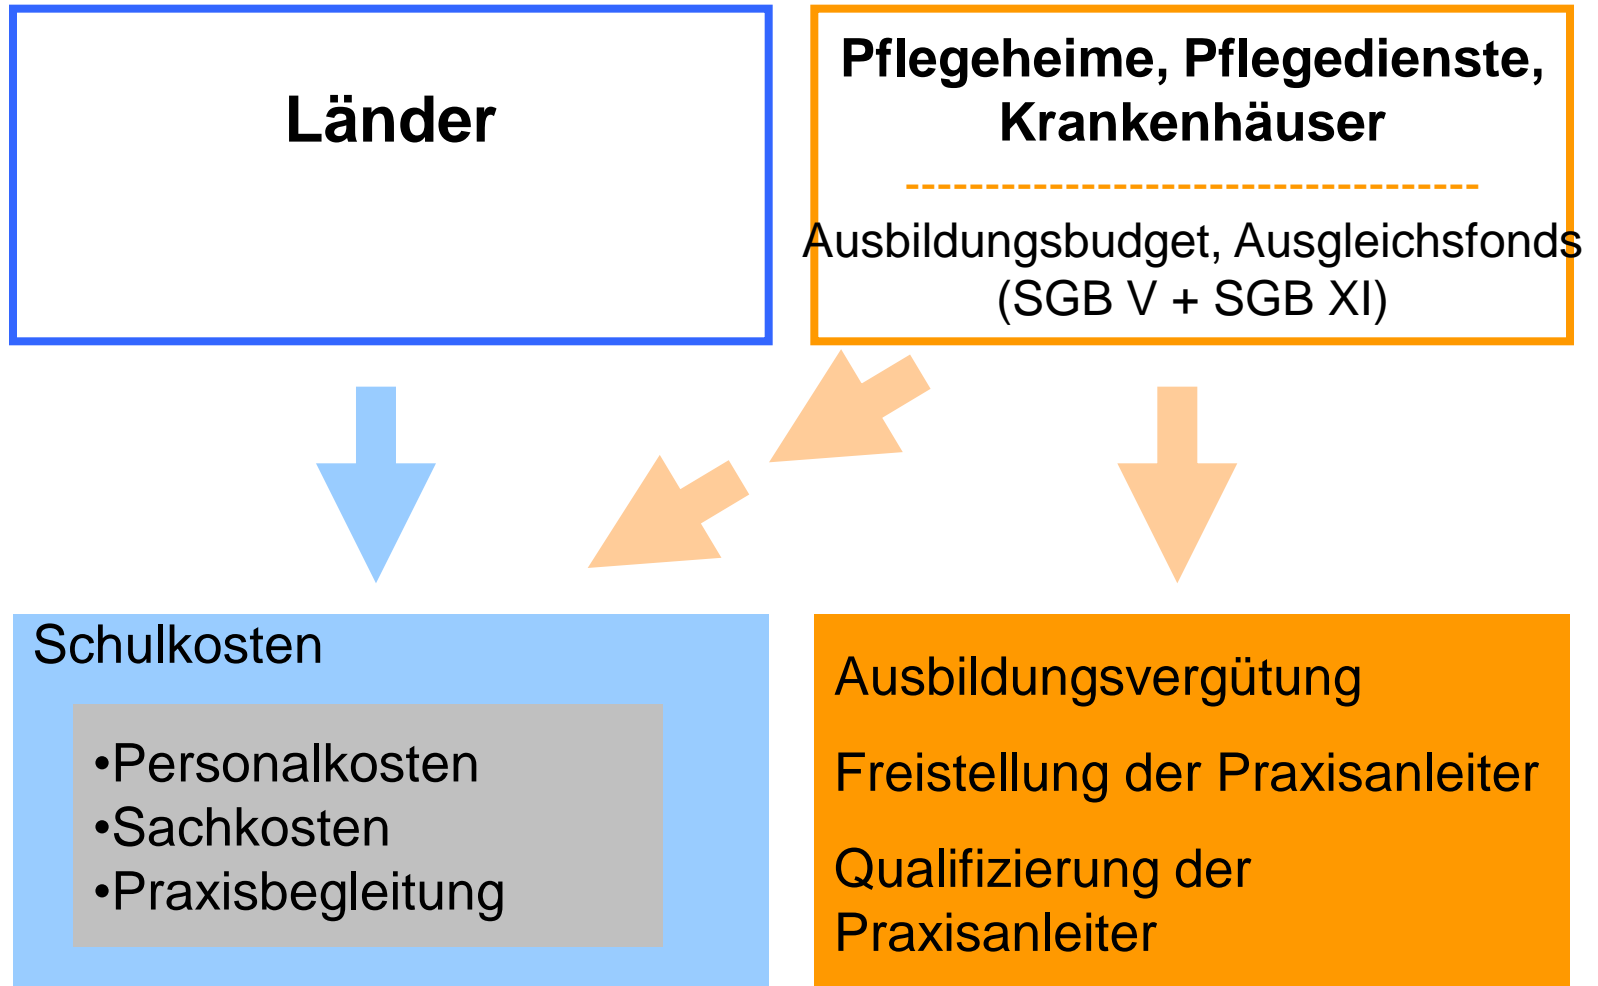 Länder
Pflegeheime, Pflegedienste,
Krankenhäuser
Ausbildungsbudget, Ausgleichsfonds
(SGB V + SGB XI)
Schulkosten
•Personalkosten
•Sachkosten
•Praxisbegleitung
Ausbildungsvergütung
Freistellung der Praxisanleiter
Qualifizierung der
Praxisanleiter